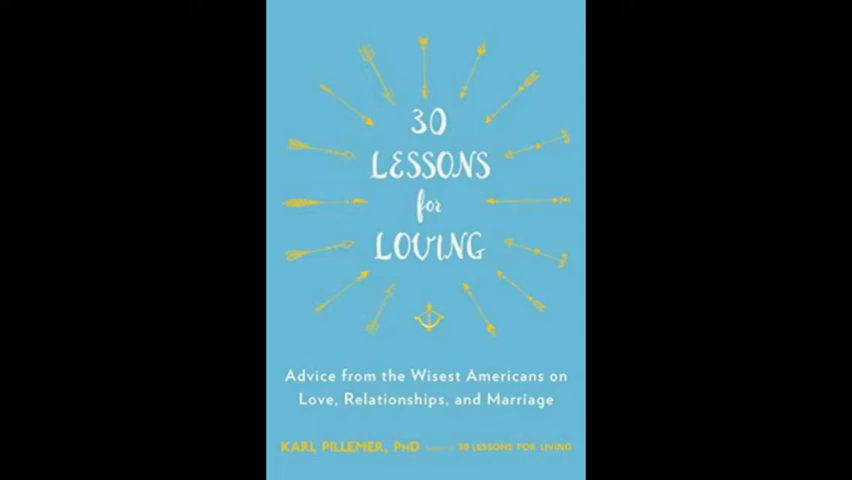 30
LESSONS
for
LOVING
Advice from the Wisest Americans on
Love, Relationships, and Marriage
KARL PILLEMER, PHD 30 LESSONS FOR LIVING